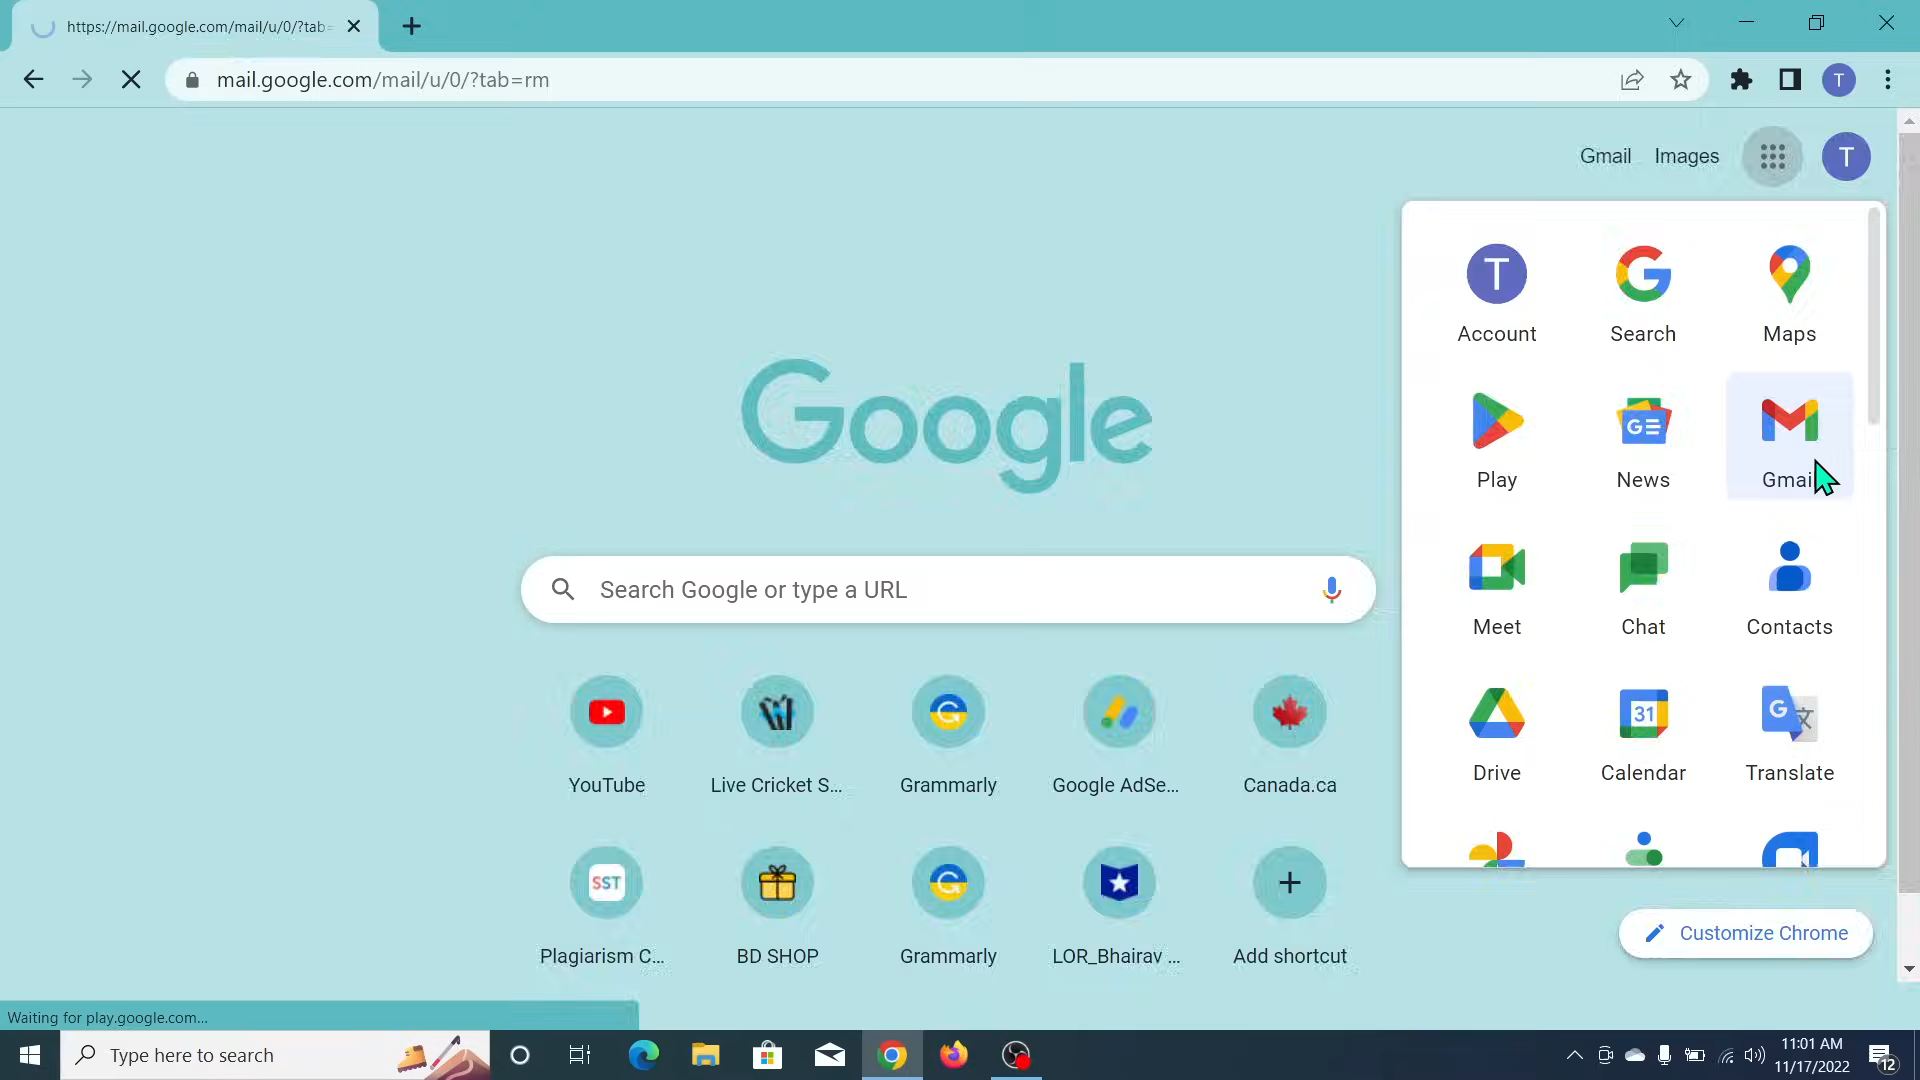 https://mail.google.com/mail/u/0/?tab=
mail.google.com/mail/u/0/?tab=rm
T
Gmail Images
T
T
Account Search Maps
Play News Gmail
Meet Chat Contacts
31
Drive Calendar Translate
Google
Search Google or type a URL
YouTube Live Cricket S... Grammarly Google AdSe... Canada.ca
SST
Plagiarism C... BD SHOP Grammarly LOR_Bhairav ... Add shortcut
Customize Chrome
Waiting for play.google.com...
Type here to search
11:01 AM
11/17/2022
12